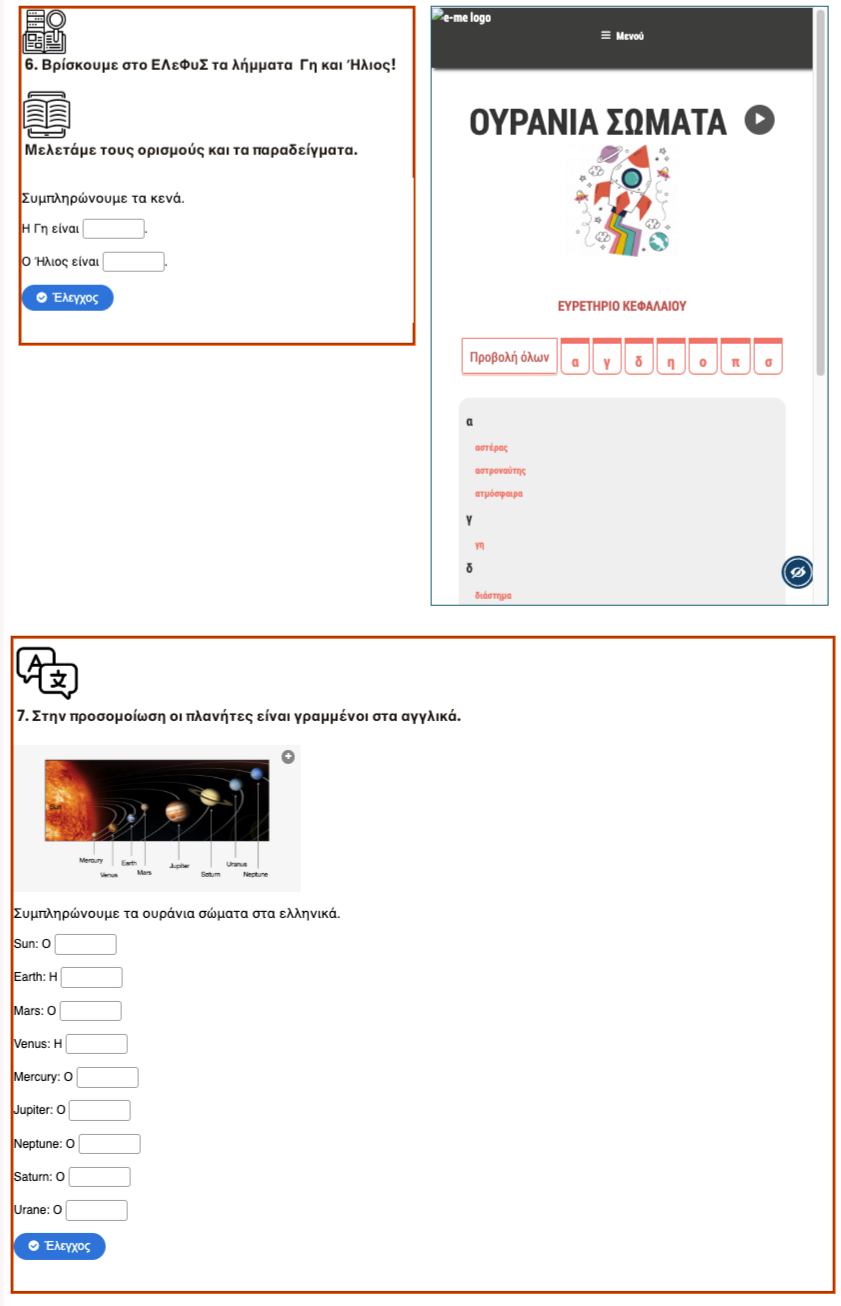 6. Βρίσκουμε στο ΕΛεΦυΣ τα λήμματα Γη και Ήλιος!
Μελετάμε τους ορισμούς και τα παραδείγματα.
Συμπληρώνουμε τα κενά.
Η Γη είναι .
Ο Ήλιος είναι .
Έλεγχος
e-me logo
Μενού
ΟΥΡΑΝΙΑ ΣΩΜΑΤΑ
ΕΥΡΕΤΗΡΙΟ ΚΕΦΑΛΑΙΟΥ
Προβολή όλων α γ δ η ο π σ
α
αστέρας
αστροναύτης
ατμόσφαιρα
γ
γη
δ
διάστημα
A 文
7. Στην προσομοίωση οι πλανήτες είναι γραμμένοι στα αγγλικά.
Sun
Mercury Earth Jupiter Uranus
Venus Mars Saturn Neptune
Συμπληρώνουμε τα ουράνια σώματα στα ελληνικά.
Sun: Ο
Earth: Η
Mars: Ο
Venus: Η
Mercury: Ο
Jupiter: Ο
Neptune: Ο
Saturn: Ο
Urane: Ο
Έλεγχος